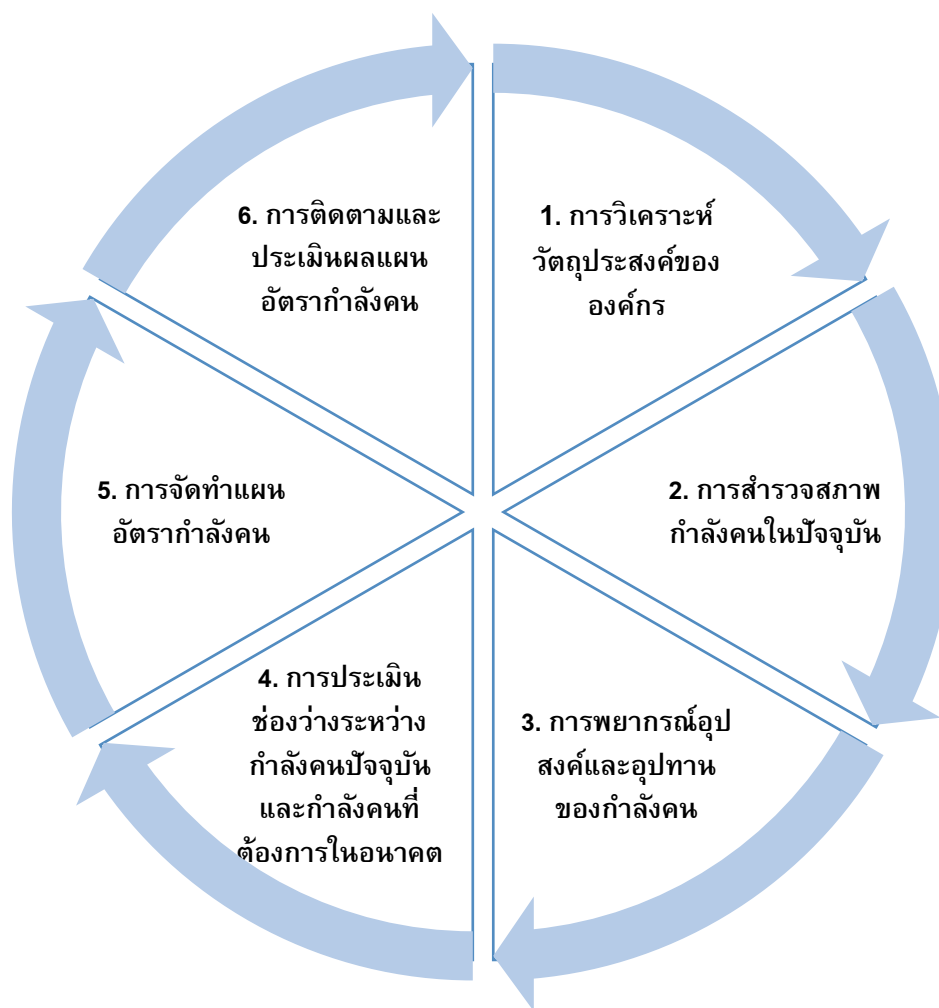 1. การวิเคราะห์
วัตถุประสงค์ของ
องค์กร
2. การสำรวจสภาพ
กำลังคนในปัจจุบัน
3. การพยากรณ์อุป
สงค์และอุปทาน
ของกำลังคน
4. การประเมิน
ช่องว่างระหว่าง
กำลังคนปัจจุบัน
และกำลังคนที่
ต้องการในอนาคต
5. การจัดทำแผน
อัตรากำลังคน
6. การติดตามและ
ประเมินผลแผน
อัตรากำลังคน